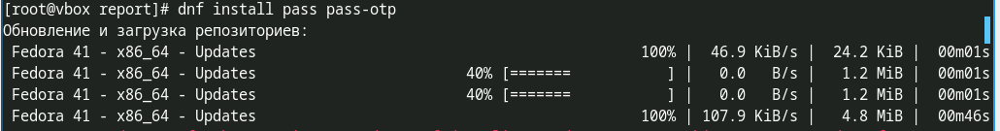 [root@vbox report]# dnf install pass pass-otp
Обновление и загрузка репозиториев:
Fedora 41 - x86_64 - Updates 100% | 46.9 KiB/s | 24.2 KiB | 00m01s
Fedora 41 - x86_64 - Updates 40% [======= ] | 0.0 B/s | 1.2 MiB | 00m01s
Fedora 41 - x86_64 - Updates 40% [======= ] | 0.0 B/s | 1.2 MiB | 00m01s
Fedora 41 - x86_64 - Updates 100% | 107.9 KiB/s | 4.8 MiB | 00m46s